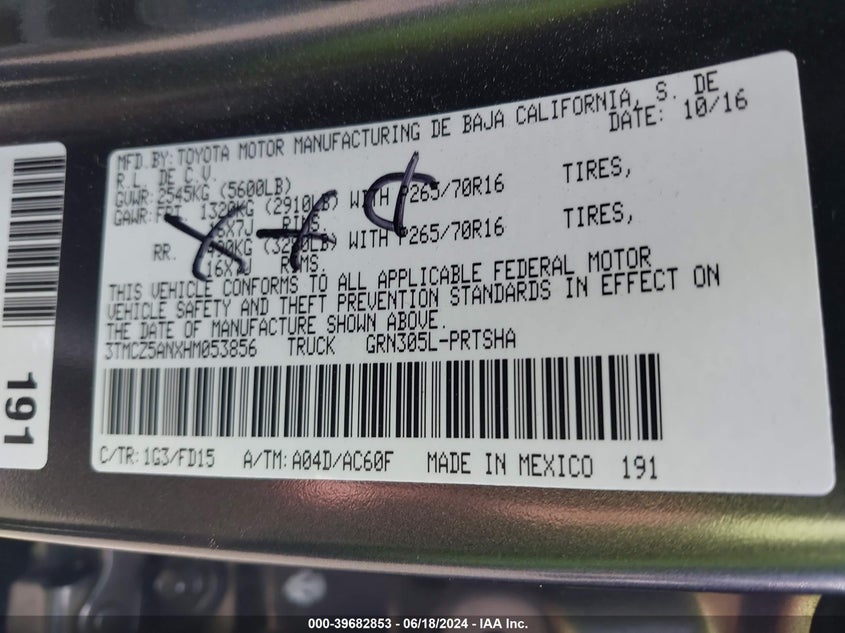 MFD. BY: TOYOTA MOTOR MANUFACTURING DE BAJA CALIFORNIA, S. DE
R.L. DE C.V. DATE: 10/16
GVWR: 2545KG (5600LB)
GAWR: FRT. 1320KG (2910LB) WITH P265/70R16 TIRES,
RIMS.
RR. (3280LB) WITH P265/70R16 TIRES,
16X7J RIMS.
THIS VEHICLE CONFORMS TO ALL APPLICABLE FEDERAL MOTOR
VEHICLE SAFETY AND THEFT PREVENTION STANDARDS IN EFFECT ON
THE DATE OF MANUFACTURE SHOWN ABOVE.
3TMCZ5ANXHM053856 TRUCK GRN305L-PRTSHA
C/TR: 1G3/FD15 A/TM: A04D/AC60F MADE IN MEXICO 191
191
000-39682853 - 06/18/2024 - IAA Inc.